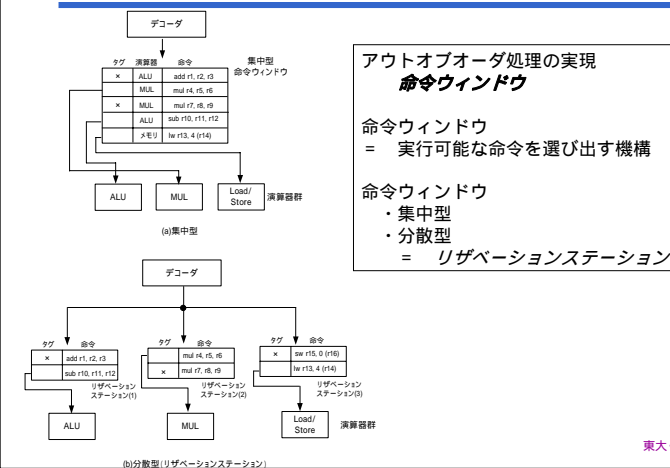 デコーダ
タグ 演算器 命令
集中型
命令ウィンドウ
× ALU add r1, r2, r3
MUL mul r4, r5, r6
× MUL mul r7, r8, r9
ALU sub r10, r11, r12
メモリ lw r13, 4 (r14)
ALU
MUL
Load/
Store
演算器群
(a)集中型
アウトオブオーダ処理の実現
命令ウィンドウ
命令ウィンドウ
= 実行可能な命令を選び出す機構
命令ウィンドウ
・集中型
・分散型
= リザベーションステーション
デコーダ
タグ 命令
× add r1, r2, r3
sub r10, r11, r12
リザベーション
ステーション(1)
タグ 命令
mul r4, r5, r6
× mul r7, r8, r9
リザベーション
ステーション(2)
タグ 命令
× sw r15, 0 (r16)
lw r13, 4 (r14)
リザベーション
ステーション(3)
ALU
MUL
Load/
Store
演算器群
(b)分散型(リザベーションステーション)
東大